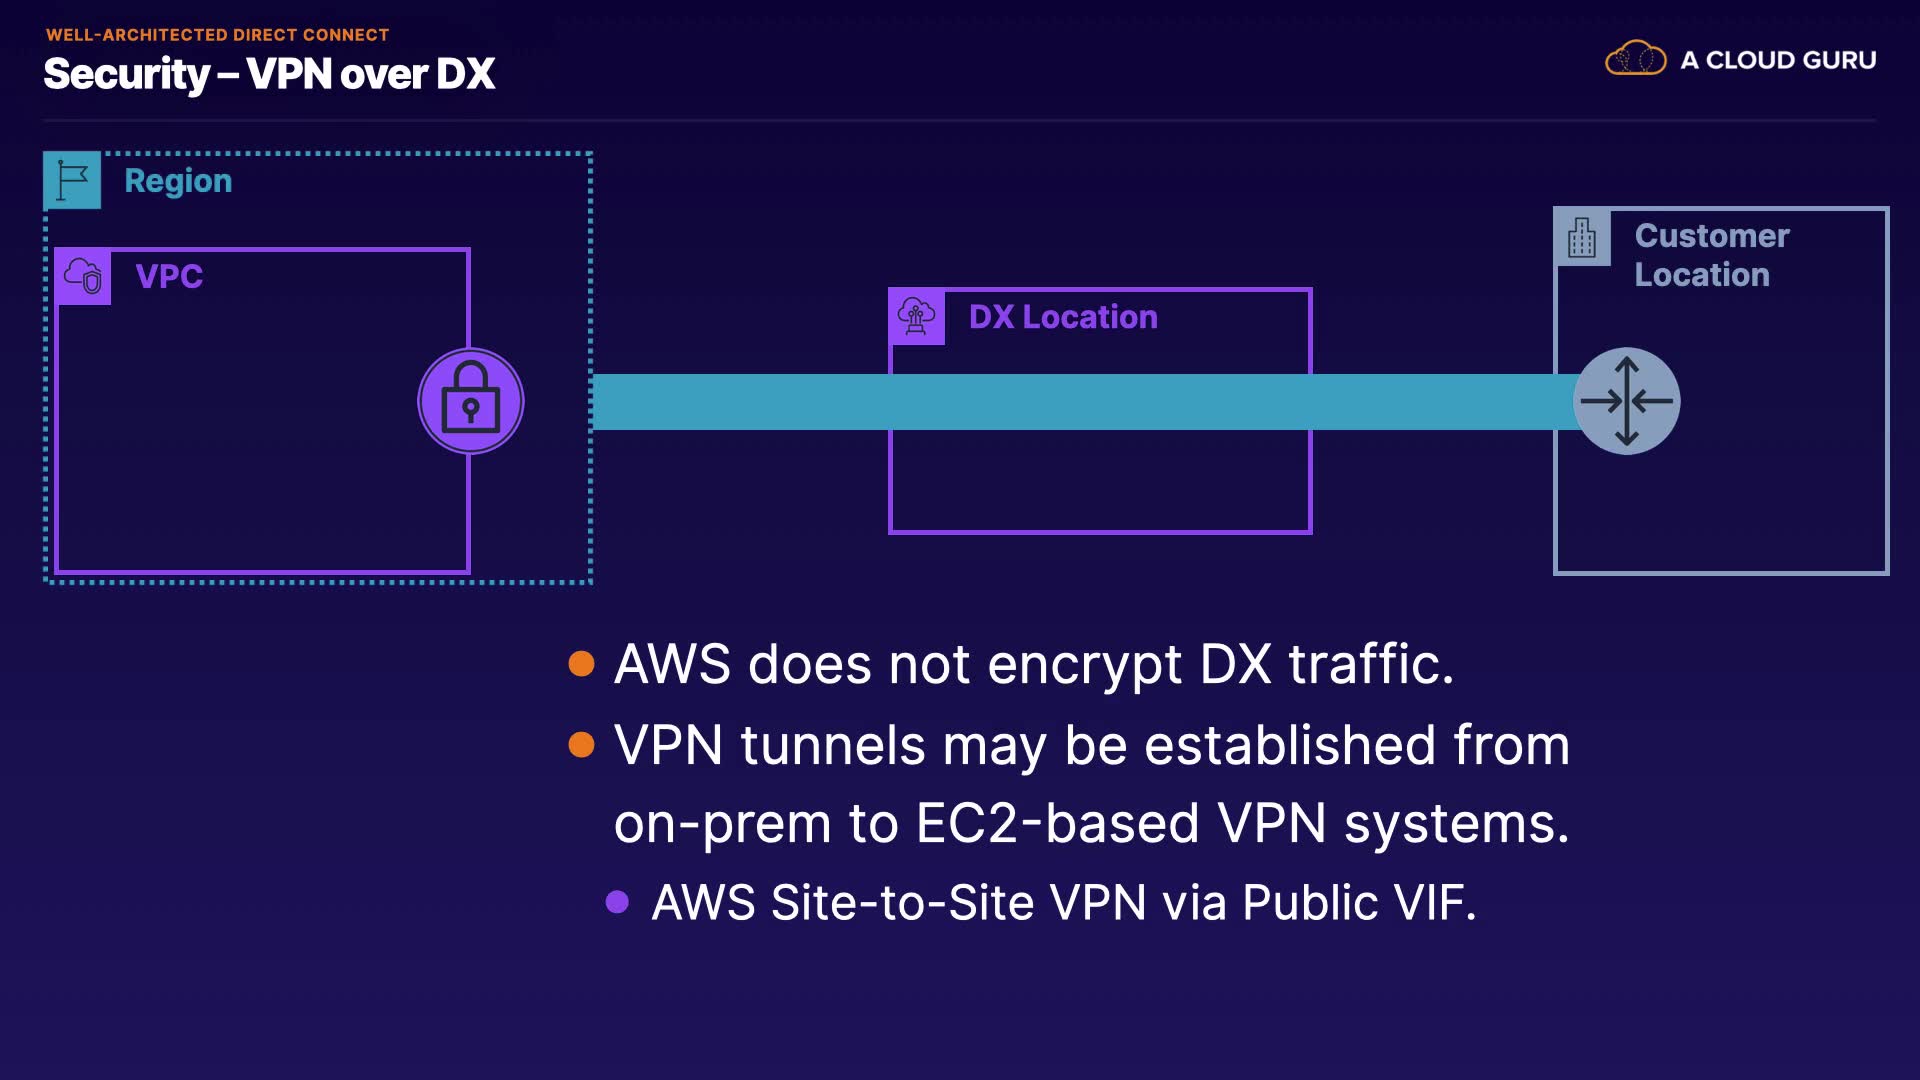 WELL-ARCHITECTED DIRECT CONNECT
Security – VPN over DX
A CLOUD GURU
Region
VPC
DX Location
Customer
Location
AWS does not encrypt DX traffic.
VPN tunnels may be established from
on-prem to EC2-based VPN systems.
AWS Site-to-Site VPN via Public VIF.